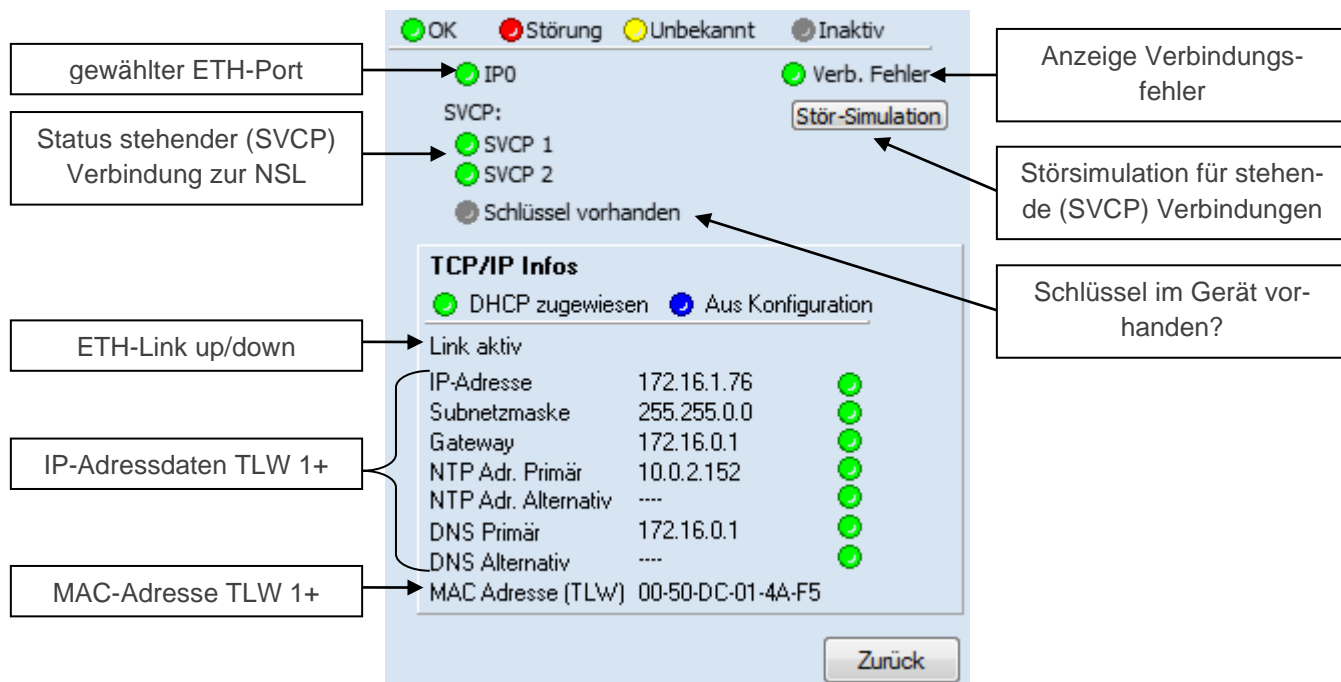 OK Störung Unbekannt Inaktiv
gewählter ETH-Port
IP0
Verb. Fehler
Anzeige Verbindungs-
fehler
SVCP:
Stör-Simulation
Status stehender (SVCP)
Verbindung zur NSL
SVCP 1
SVCP 2
Störsimulation für stehen-
de (SVCP) Verbindungen
Schlüssel vorhanden
Schlüssel im Gerät vor-
handen?
TCP/IP Infos
DHCP zugewiesen Aus Konfiguration
ETH-Link up/down
Link aktiv
IP-Adresse 172.16.1.76
Subnetzmaske 255.255.0.0
Gateway 172.16.0.1
IP-Adressdaten TLW 1+
NTP Adr. Primär 10.0.2.152
NTP Adr. Alternativ ----
DNS Primär 172.16.0.1
DNS Alternativ ----
MAC-Adresse TLW 1+
MAC Adresse (TLW) 00-50-DC-01-4A-F5
Zurück